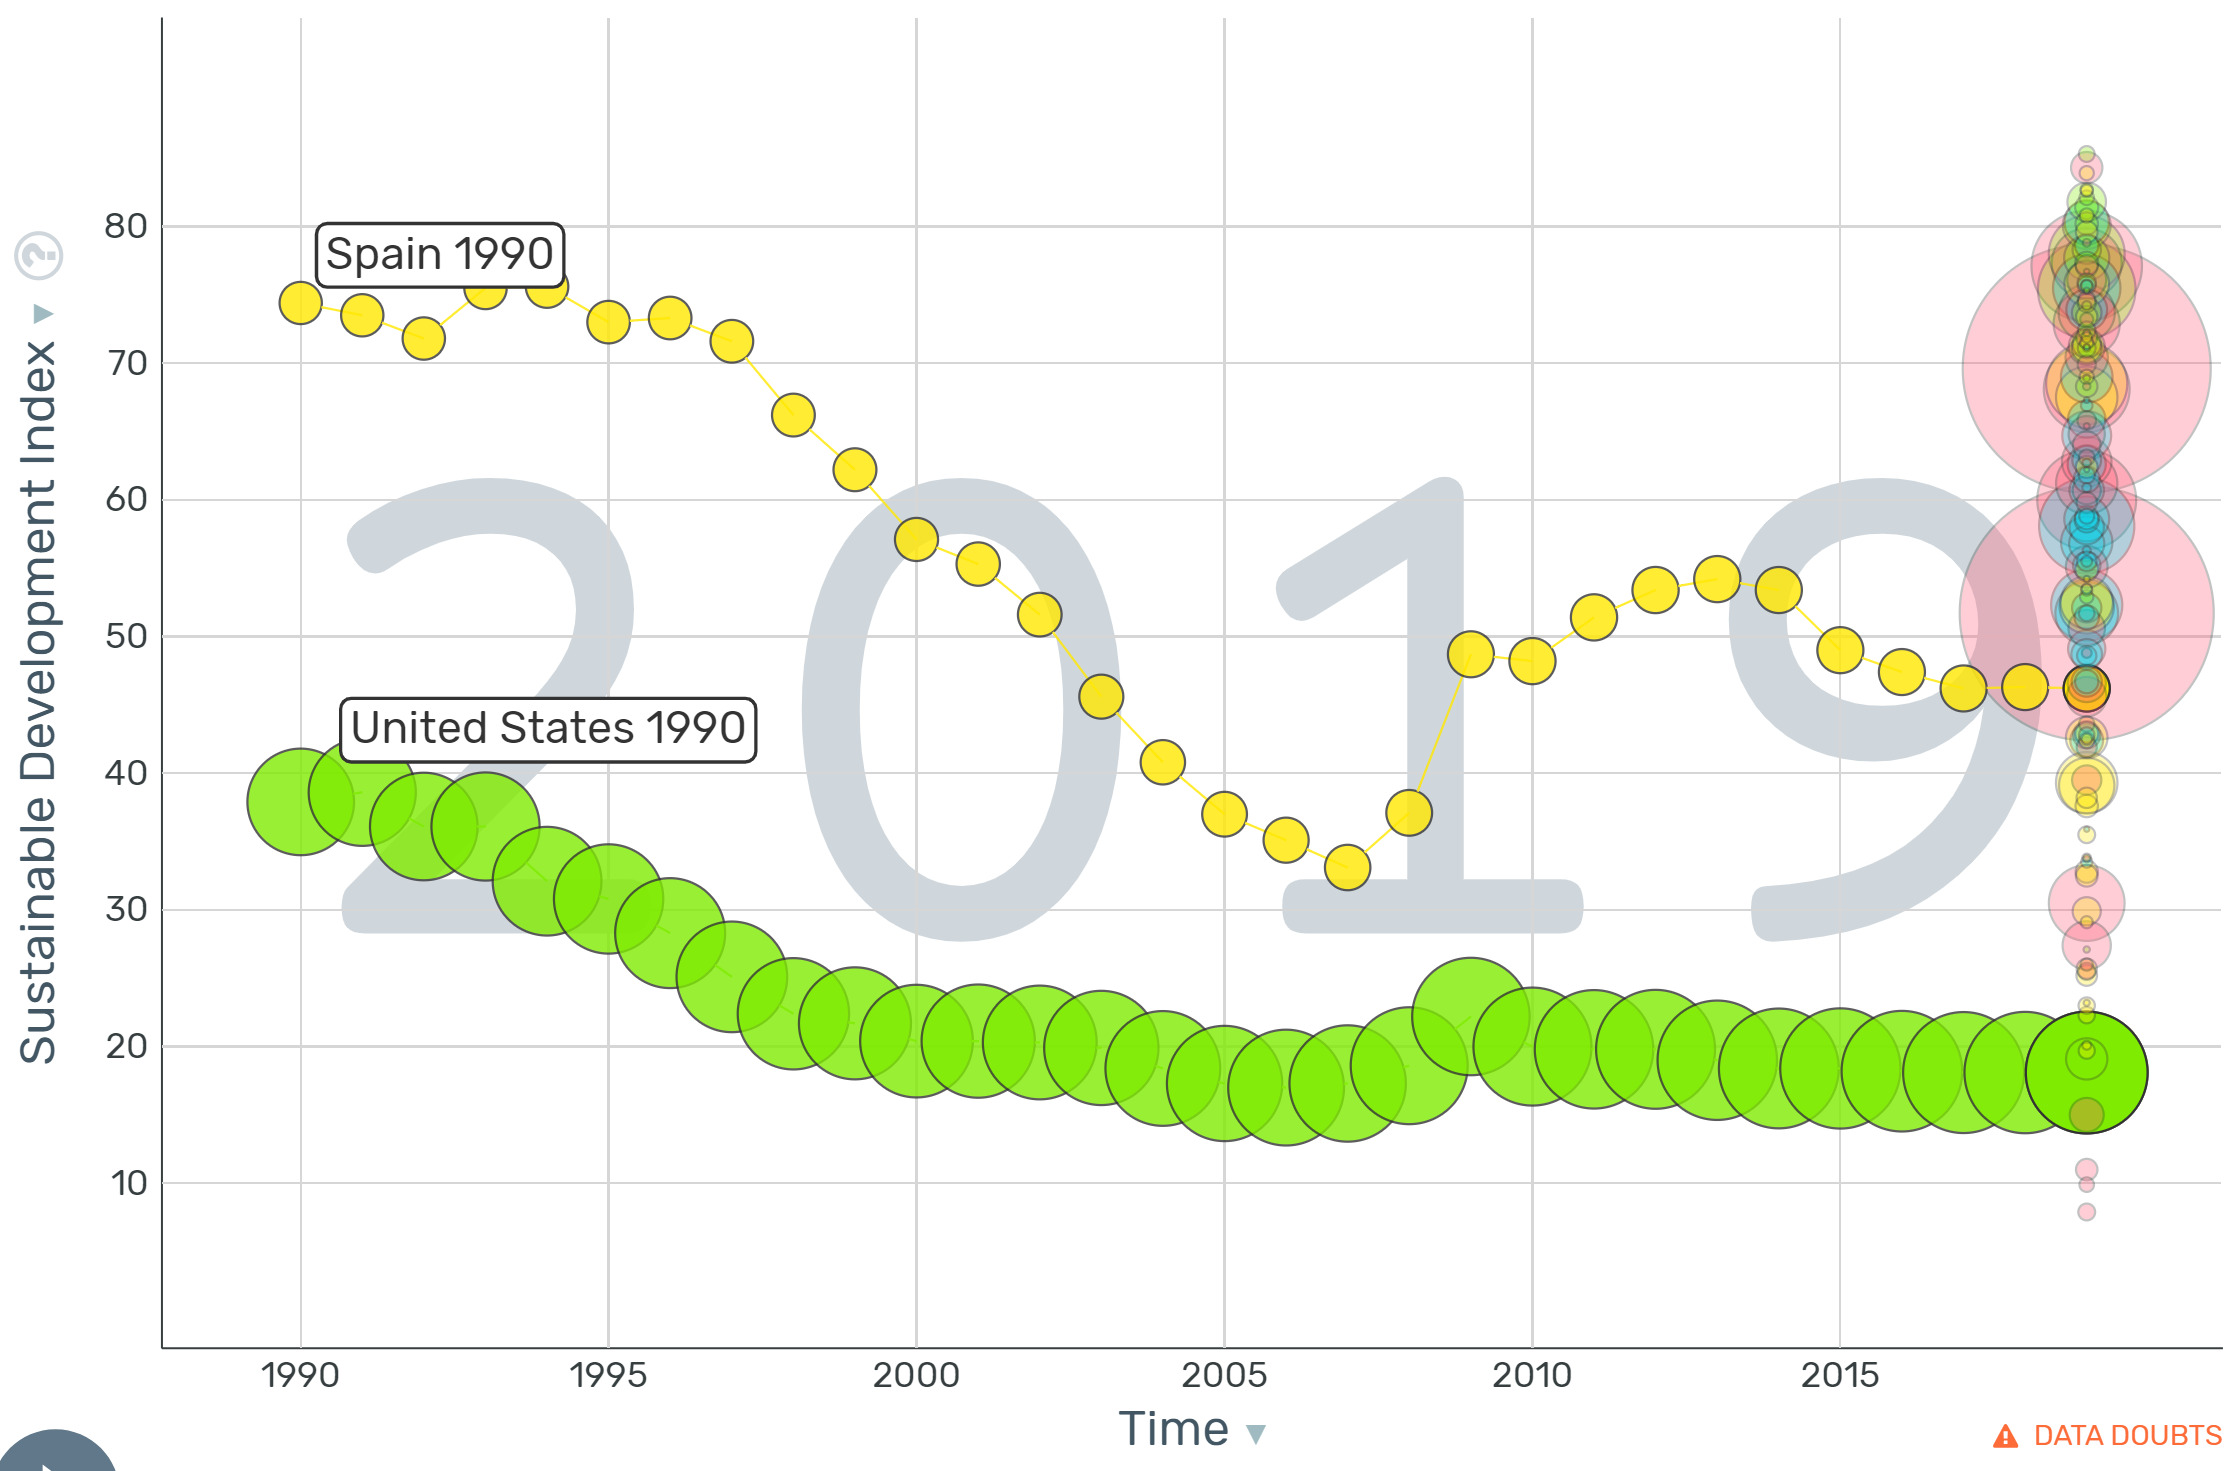 2019
Sustainable Development Index ▼ ?
80
70
60
50
40
30
20
10
Spain 1990
United States 1990
1990 1995 2000 2005 2010 2015
Time ▼
DATA DOUBTS